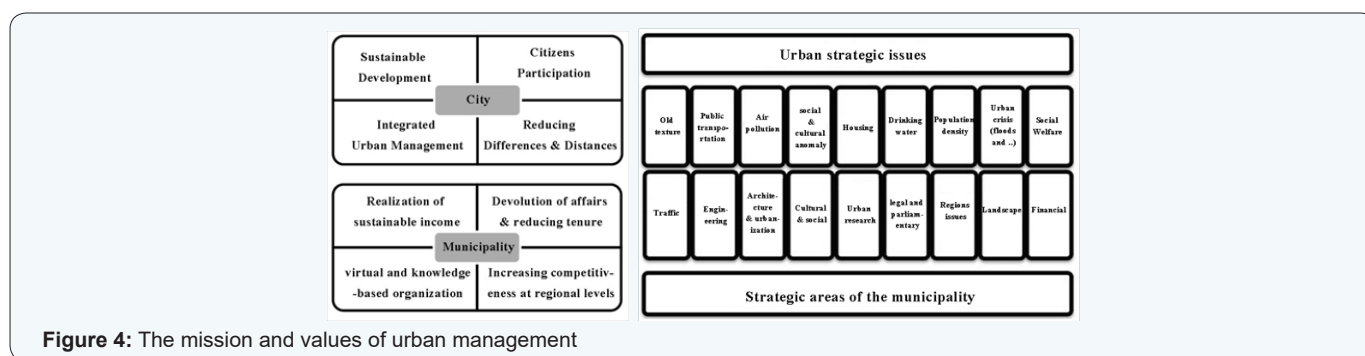 Sustainable
Development
Citizens
Participation
City
Integrated
Urban Management
Reducing
Differences & Distances
Realization of
sustainable income
Devolution of affairs
& reducing tenure
Municipality
virtual and knowledge
-based organization
Increasing competitiv-
eness at regional levels
Urban strategic issues
Old
texture
Public
transpo-
rtation
Air
pollution
social
&
cultural
anomaly
Housing
Drinking
water
Population
density
Urban
crisis
(floods
and ..)
Social
Welfare
Traffic
Engin-
eering
Archite-
cture
& urban-
ization
Cultural
& social
Urban
research
legal and
parliam-
entary
Regions
issues
Landscape
Financial
Strategic areas of the municipality
Figure 4: The mission and values of urban management